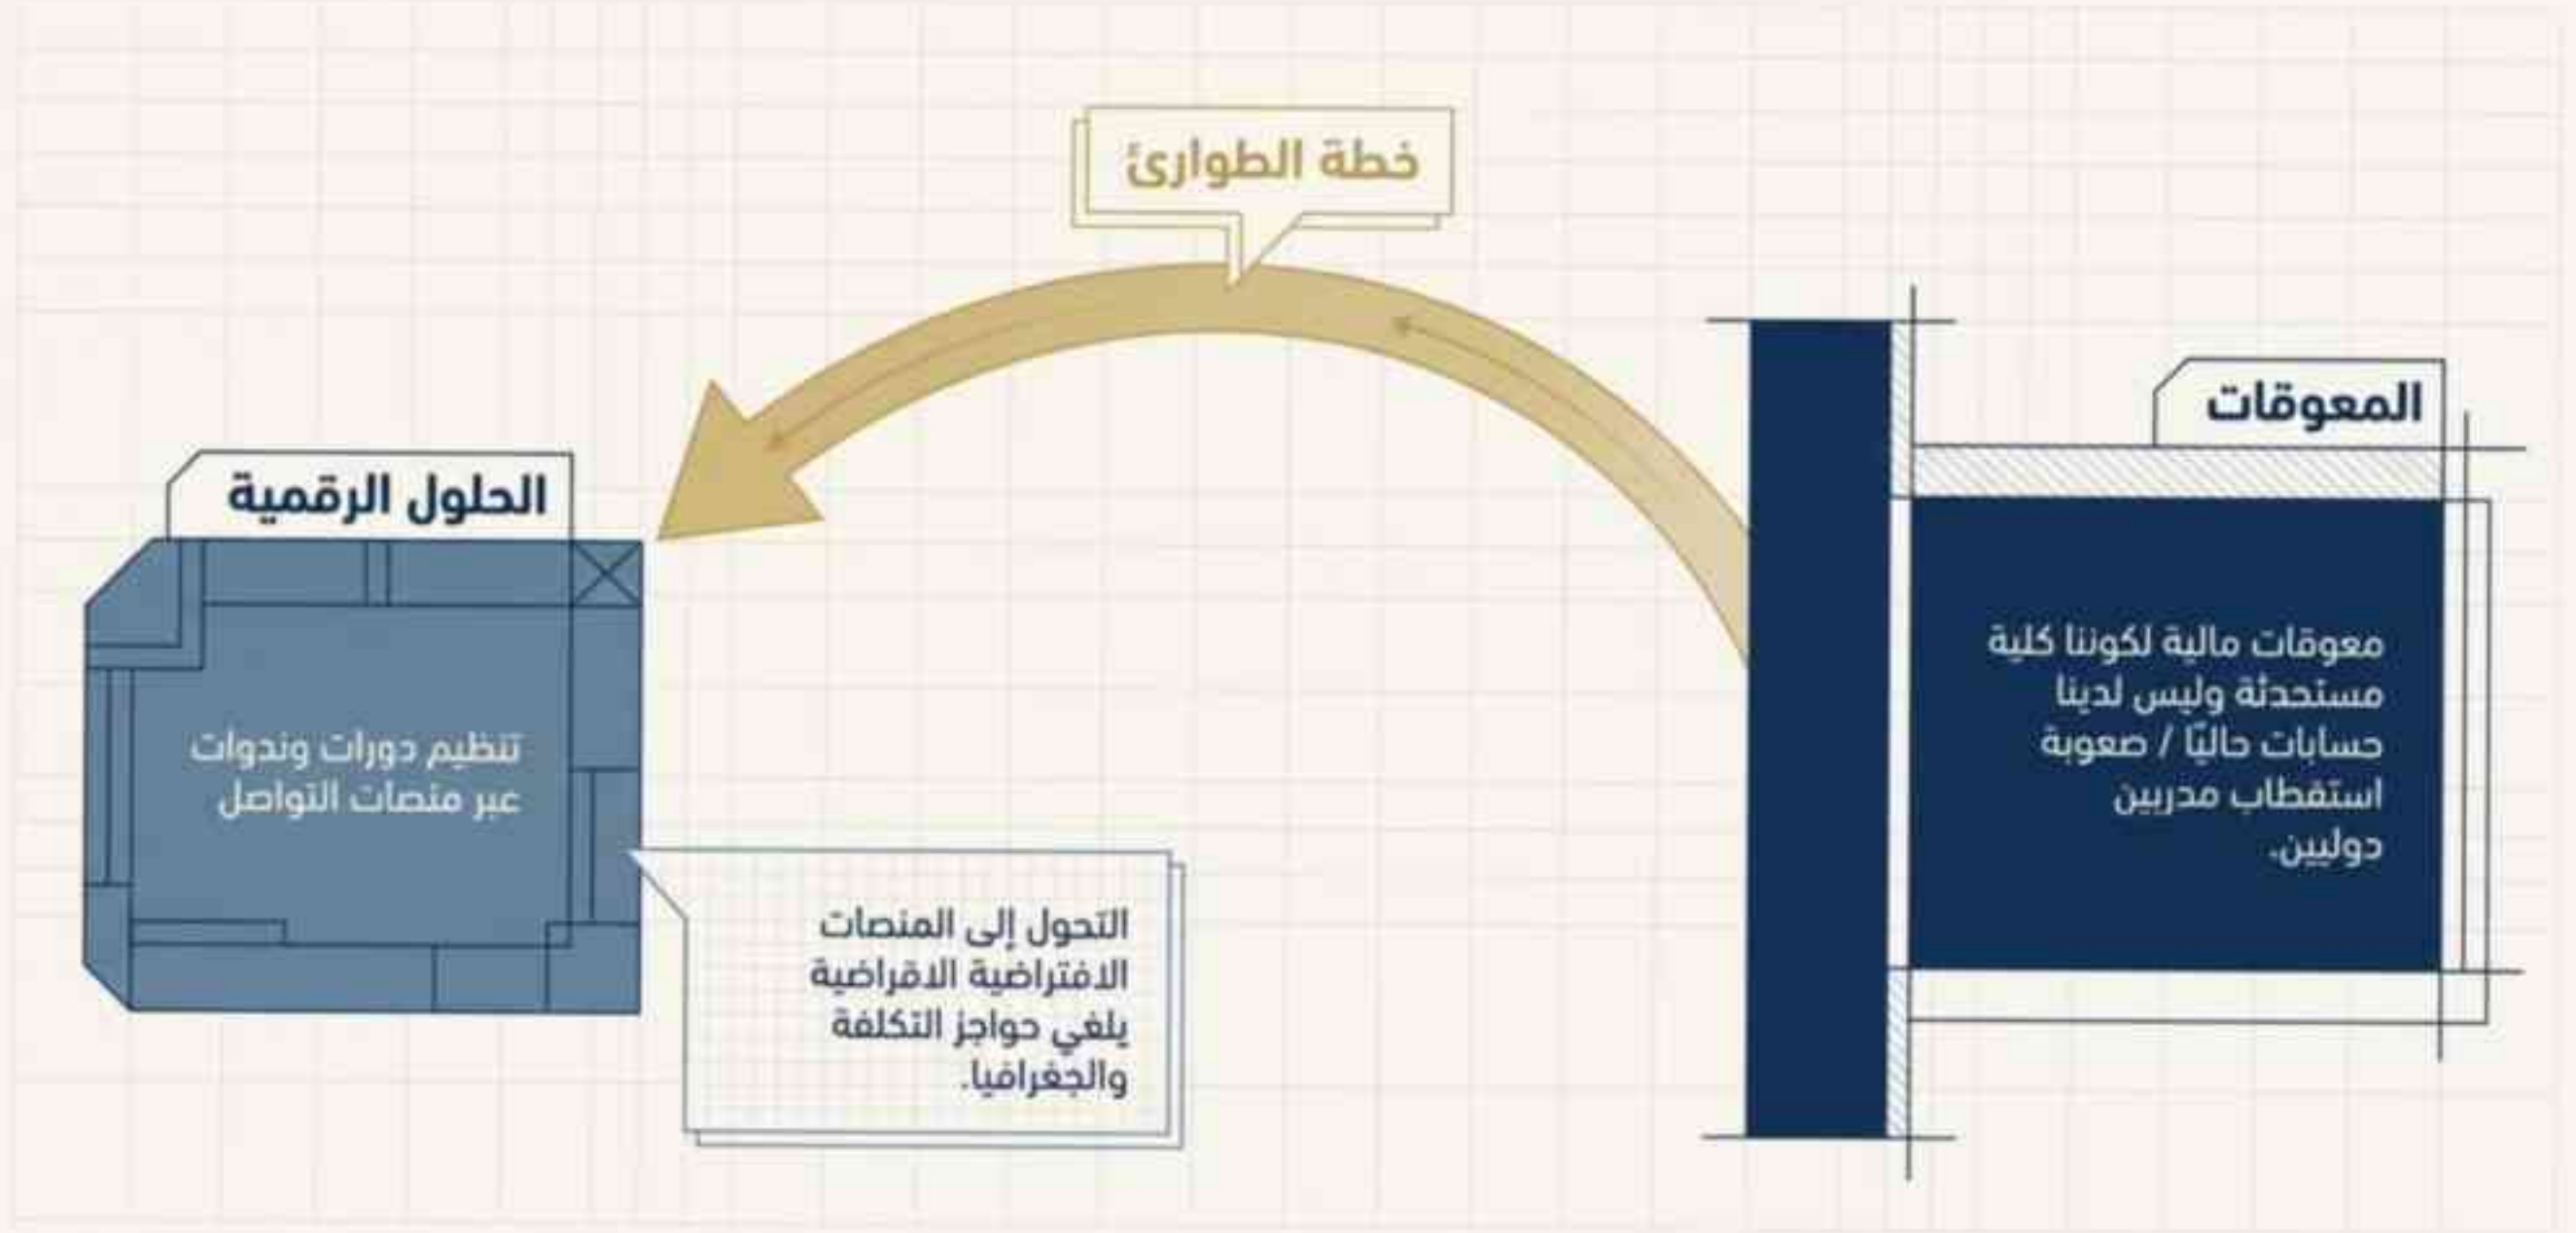 خطة الطوارئ
المعوقات
معوقات مالية لكوننا كلية
مستحدثة وليس لدينا
حسابات حاليًا / صعوبة
استقطاب مدربين
دوليين.
الحلول الرقمية
تنظيم دورات وندوات
عبر منصات التواصل
التحول إلى المنصات
الافتراضية الاقراضية
يلغي حواجز التكلفة
والجغرافيا.